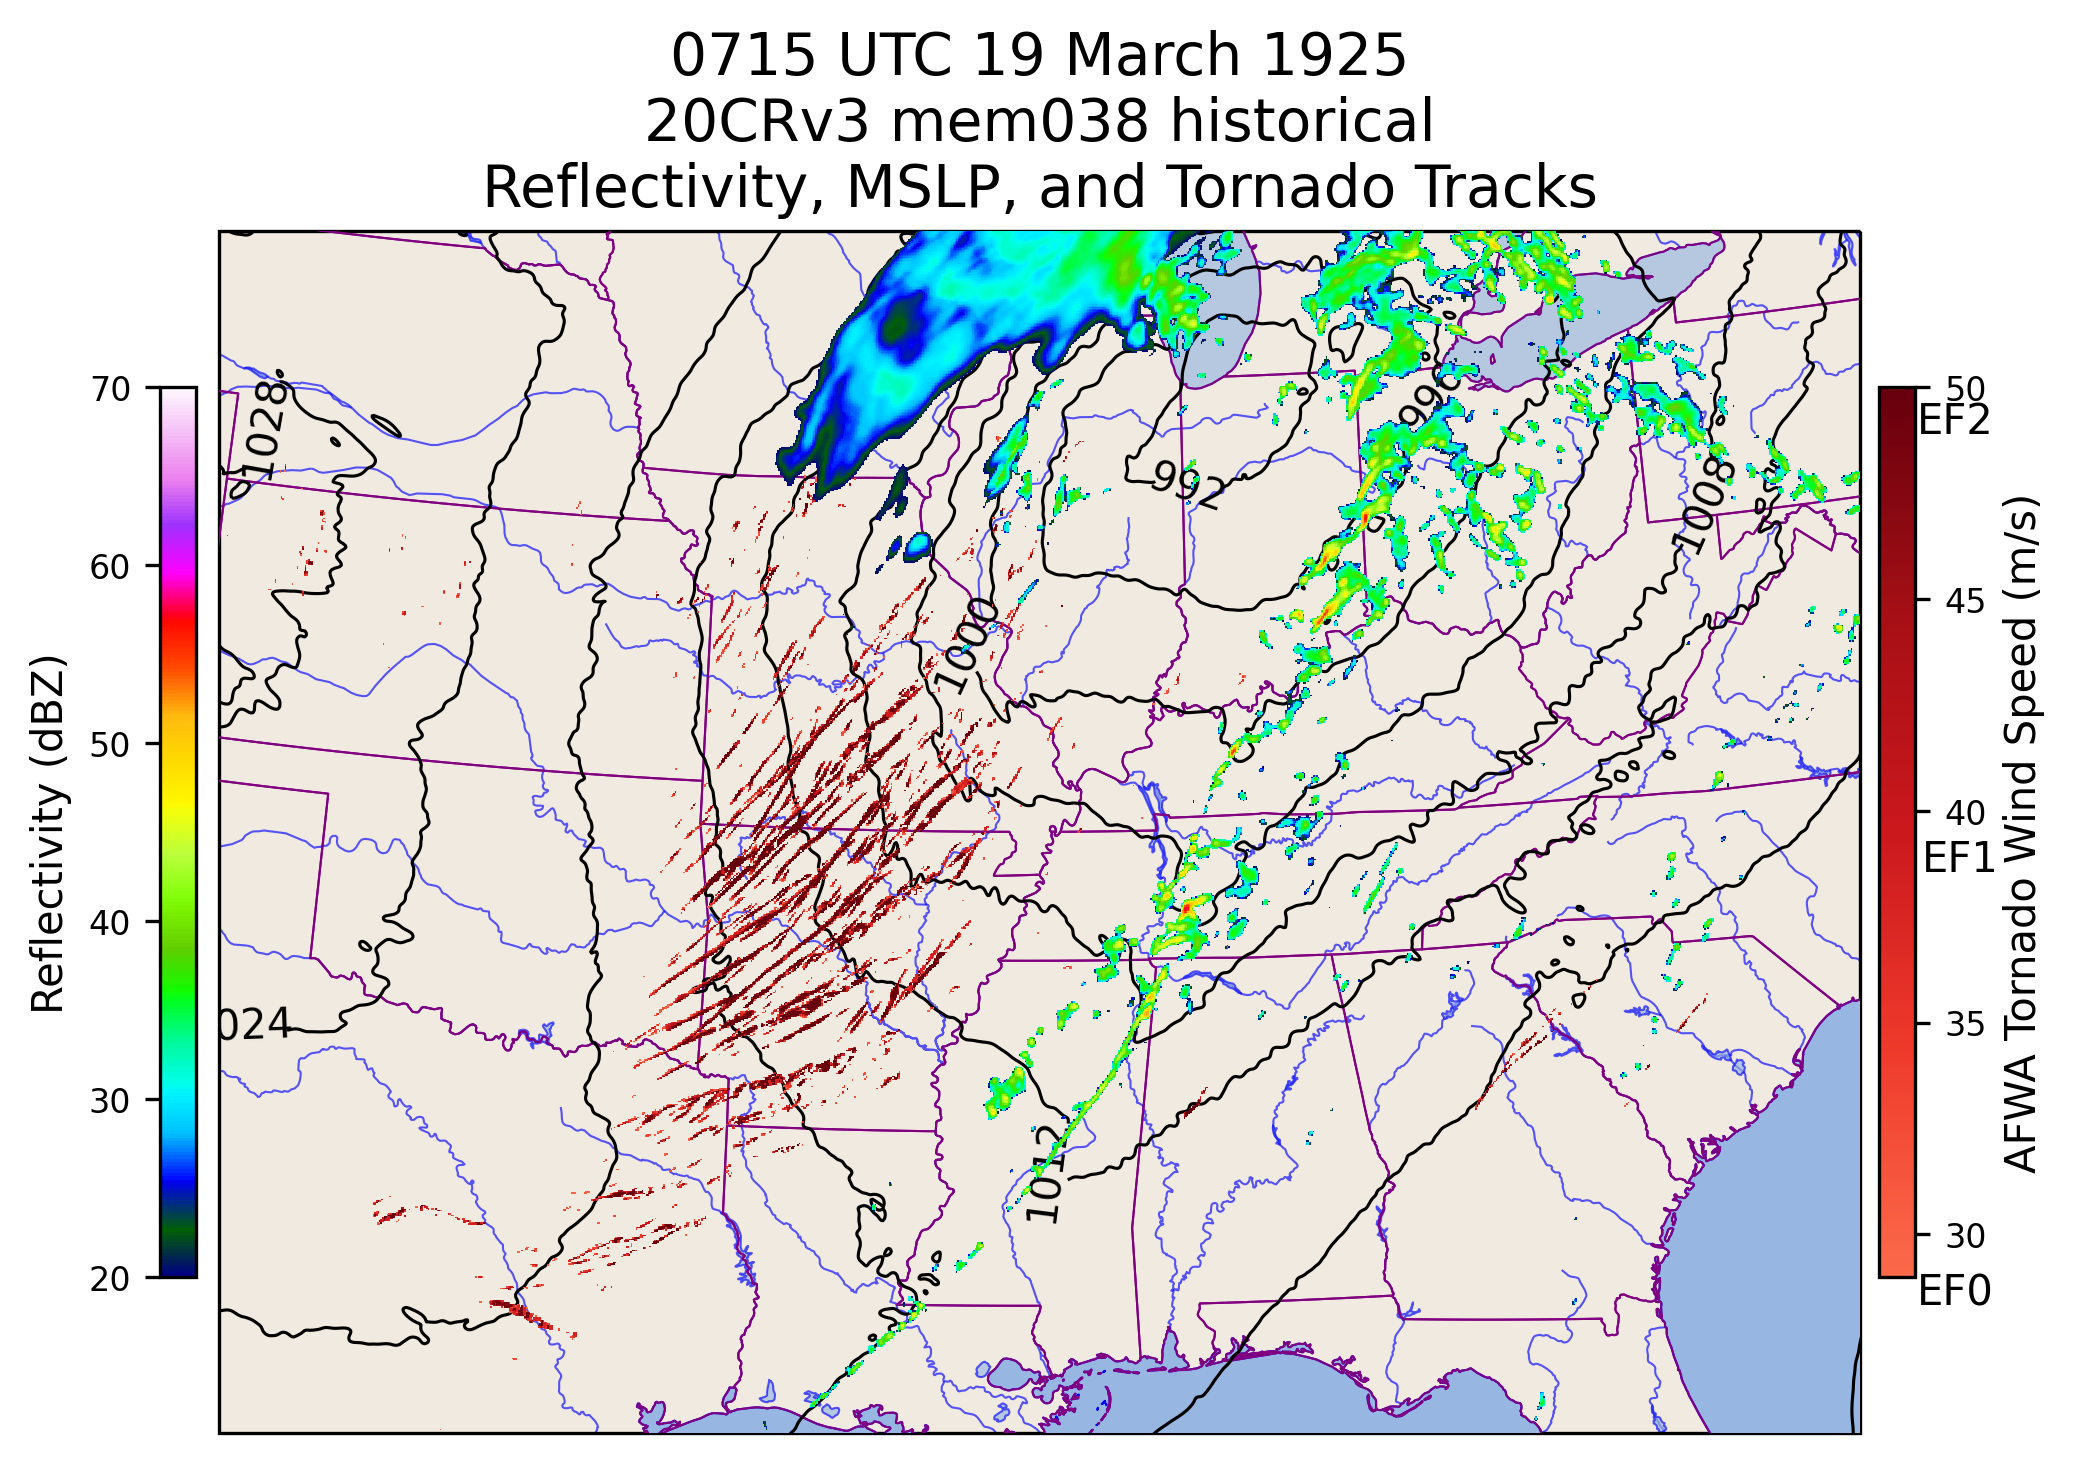 0715 UTC 19 March 1925
20CRv3 mem038 historical
Reflectivity, MSLP, and Tornado Tracks
Reflectivity (dBZ)
70
60
50
40
30
20
1028
024
992
996
1000
1008
1012
50
EF2
45
40
EF1
35
30
EF0
AFWA Tornado Wind Speed (m/s)